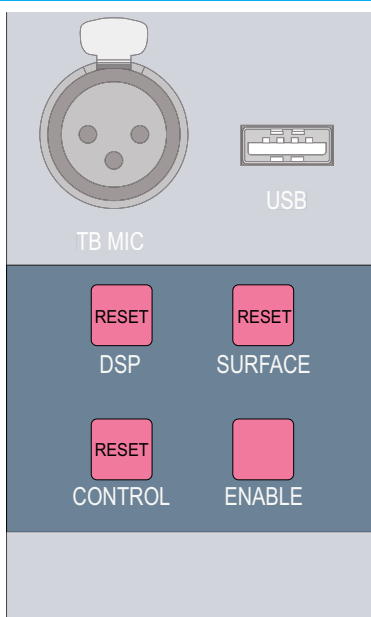 USB
TB MIC
RESET RESET
DSP SURFACE
RESET
CONTROL ENABLE